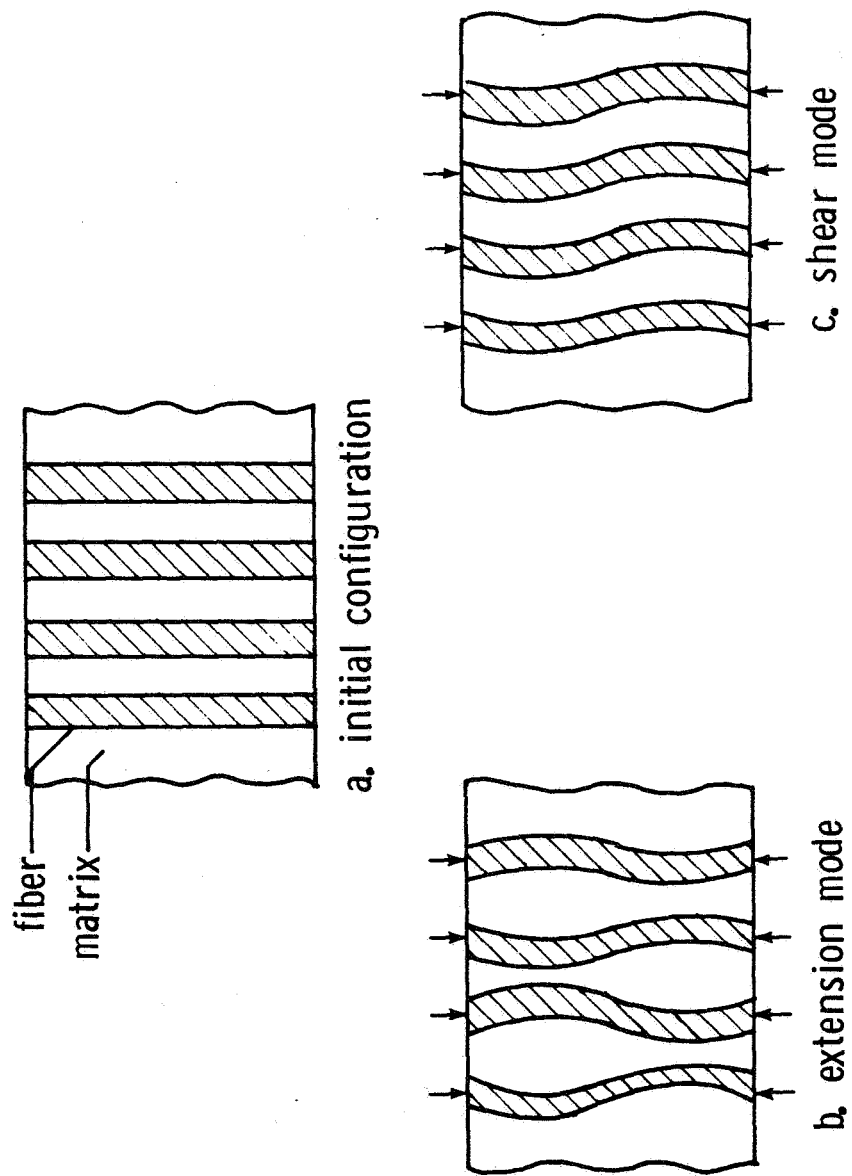 fiber
matrix
a. initial configuration
b. extension mode
c. shear mode